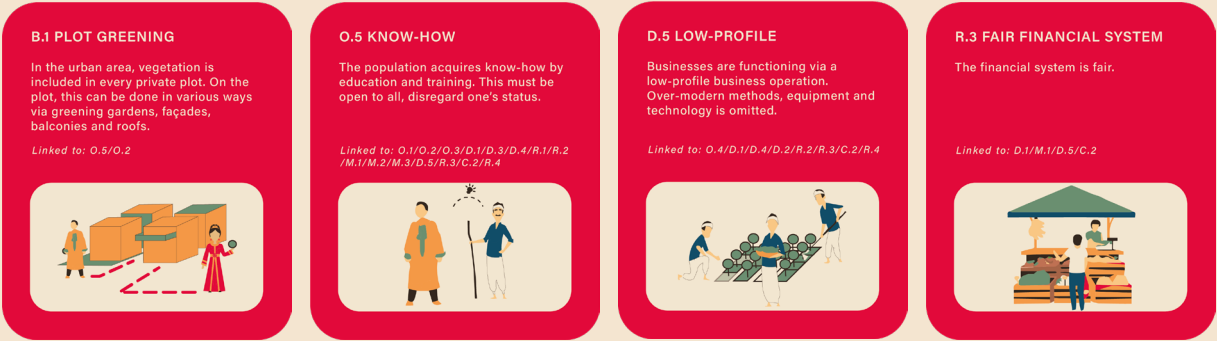 B.1 PLOT GREENING
In the urban area, vegetation is
included in every private plot. On the
plot, this can be done in various ways
via greening gardens, façades,
balconies and roofs.
Linked to: O.5/O.2
O.5 KNOW-HOW
The population acquires know-how by
education and training. This must be
open to all, disregard one's status.
Linked to: O.1/O.2/O.3/D.1/D.3/D.4/R.1/R.2
/M.1/M.2/M.3/D.5/R.3/C.2/R.4
D.5 LOW-PROFILE
Businesses are functioning via a
low-profile business operation.
Over-modern methods, equipment and
technology is omitted.
Linked to: O.4/D.1/D.4/D.2/R.2/R.3/C.2/R.4
R.3 FAIR FINANCIAL SYSTEM
The financial system is fair.
Linked to: D.1/M.1/D.5/C.2